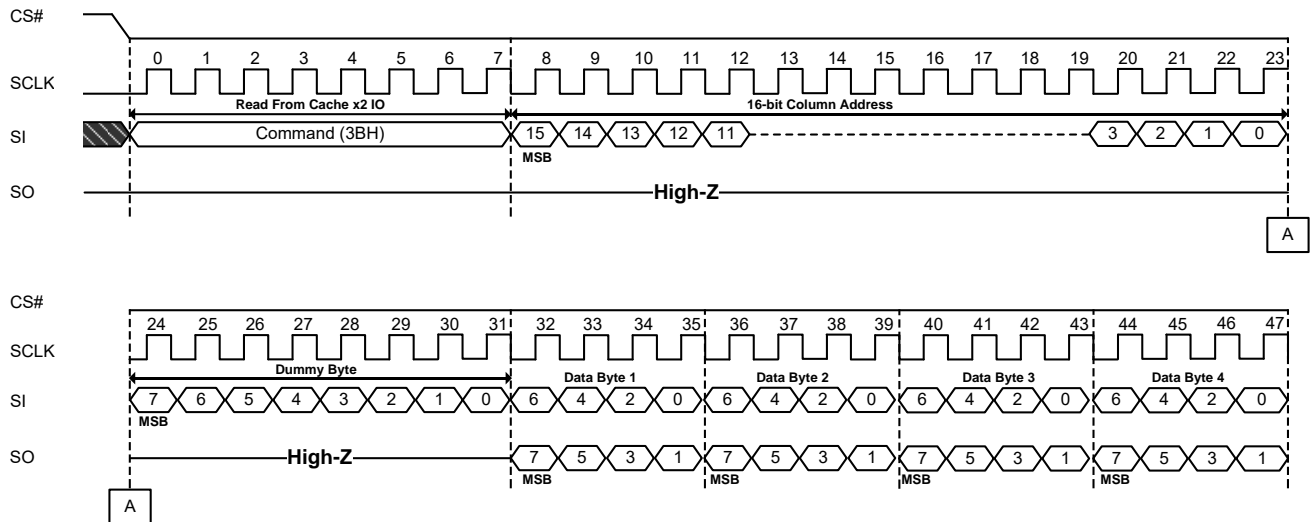 CS#
0 1 2 3 4 5 6 7 8 9 10 11 12 13 14 15 16 17 18 19 20 21 22 23
SCLK
Read From Cache x2 IO 16-bit Column Address
SI Command (3BH) 15 14 13 12 11 3 2 1 0
MSB
SO High-Z
A
CS#
24 25 26 27 28 29 30 31 32 33 34 35 36 37 38 39 40 41 42 43 44 45 46 47
SCLK
Dummy Byte Data Byte 1 Data Byte 2 Data Byte 3 Data Byte 4
SI 7 6 5 4 3 2 1 0 6 4 2 0 6 4 2 0 6 4 2 0 6 4 2 0
MSB
SO High-Z 7 5 3 1 7 5 3 1 7 5 3 1 7 5 3 1
MSB MSB MSB MSB
A